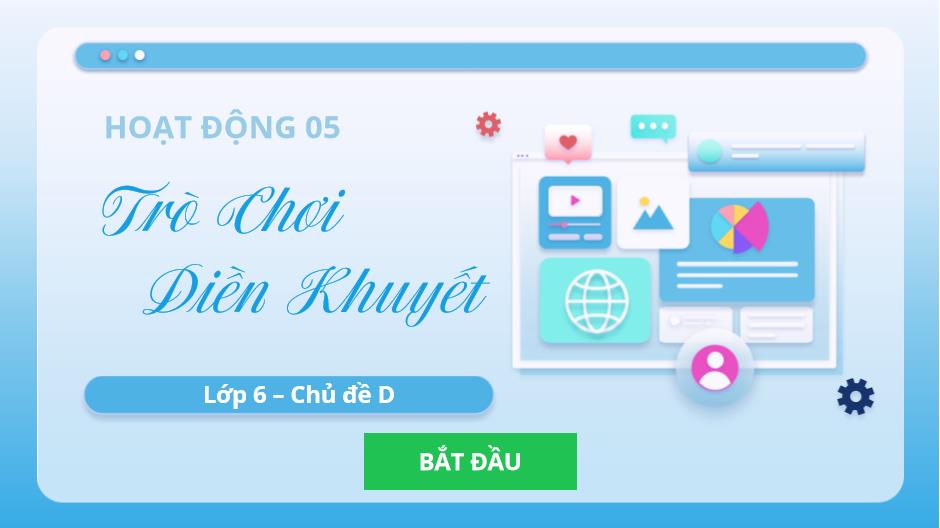 HOẠT ĐỘNG 05
Trò Chơi
Điền Khuyết
Lớp 6 – Chủ đề D
BẮT ĐẦU